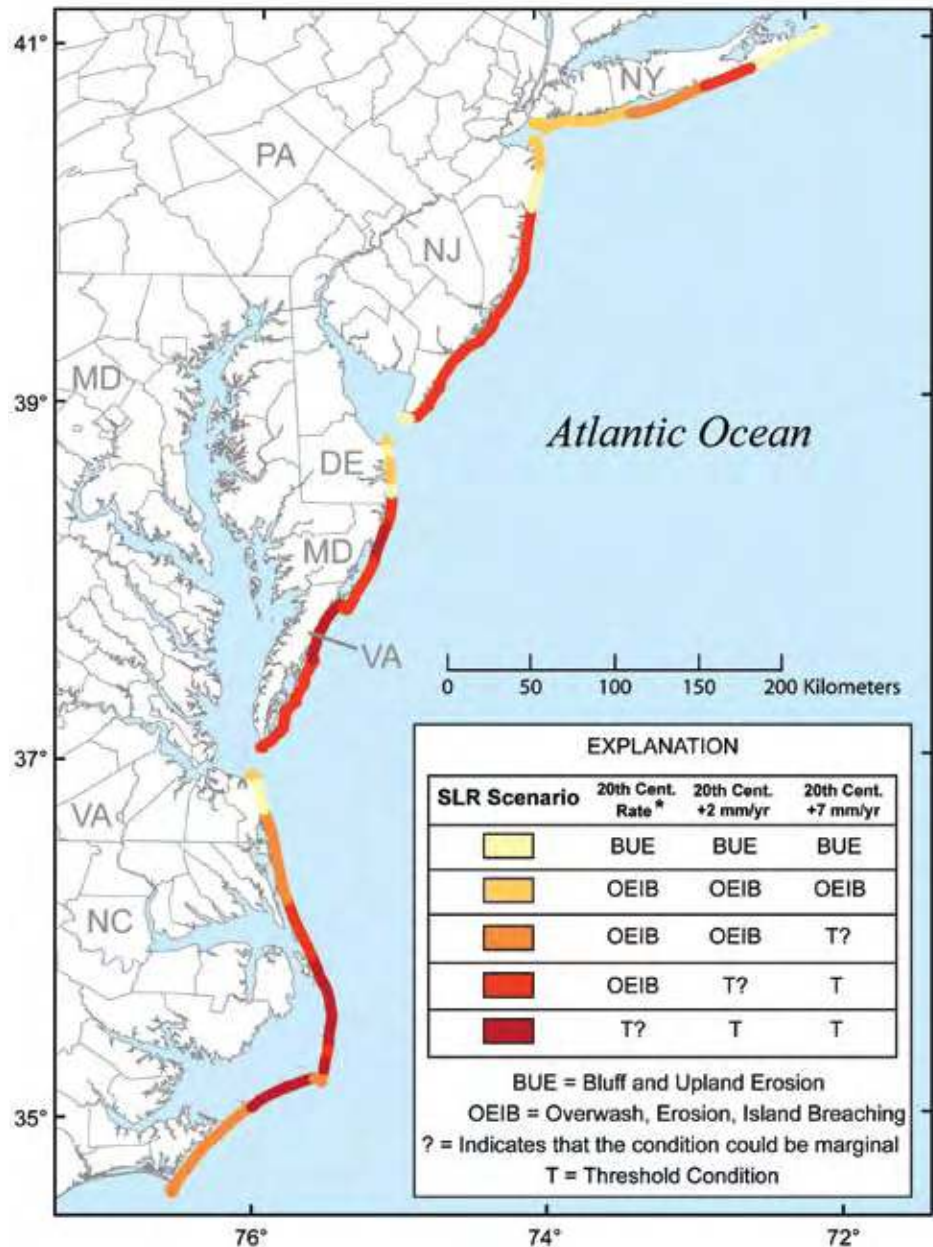 41°
NY
PA
NJ
MD
39°
Atlantic Ocean
DE
MD
VA
0 50 100 150 200 Kilometers
37°
EXPLANATION
SLR Scenario 20th Cent. Rate* 20th Cent. +2 mm/yr 20th Cent. +7 mm/yr
BUE BUE BUE
OEIB OEIB OEIB
OEIB OEIB T?
OEIB T? T
T? T T
BUE = Bluff and Upland Erosion
OEIB = Overwash, Erosion, Island Breaching
? = Indicates that the condition could be marginal
T = Threshold Condition
VA
NC
35°
76° 74° 72°